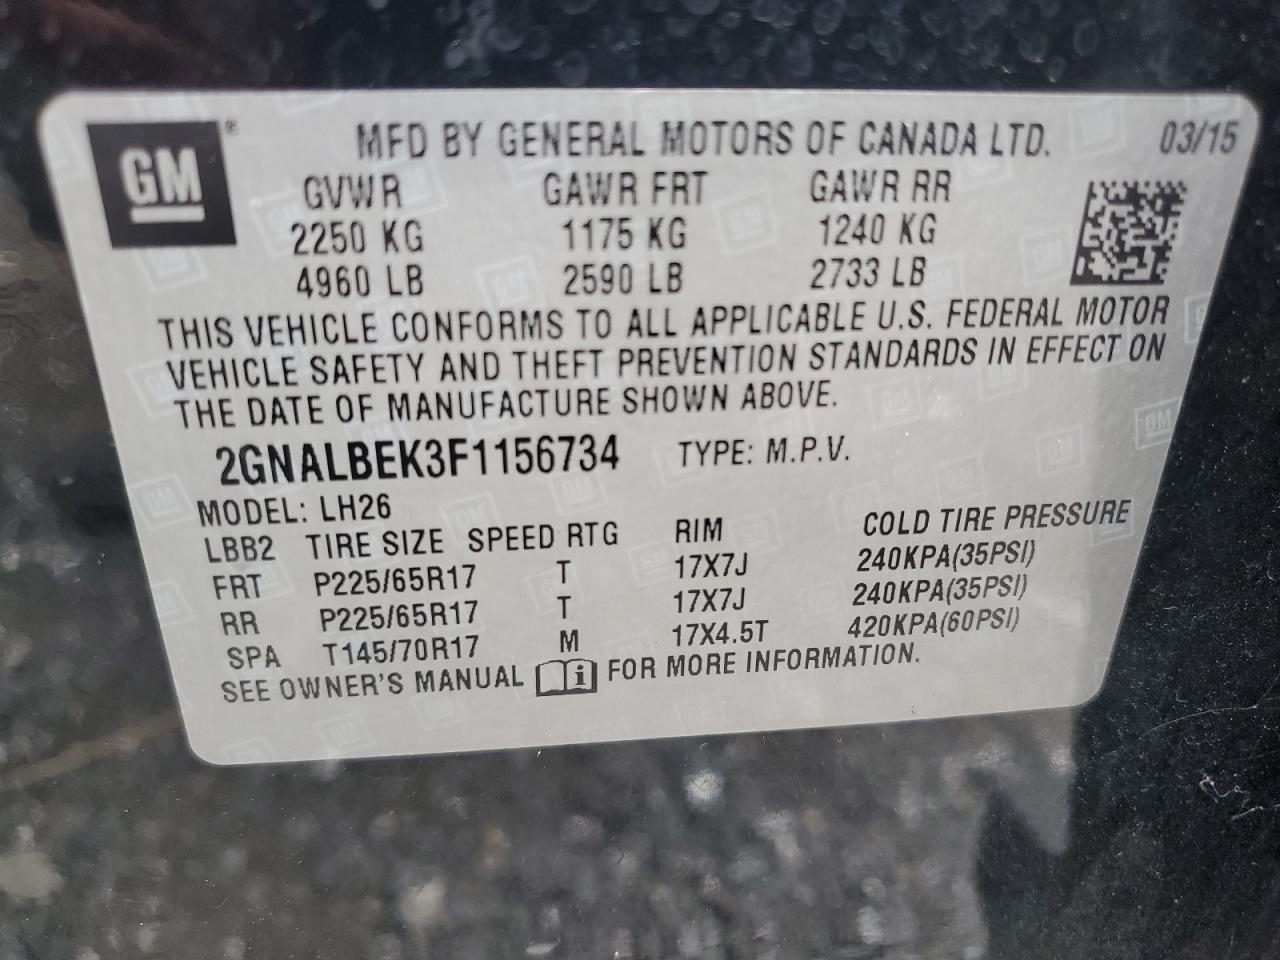 GM®
MFD BY GENERAL MOTORS OF CANADA LTD. 03/15
GVWR GAWR FRT GAWR RR
2250 KG 1175 KG 1240 KG
4960 LB 2590 LB 2733 LB
THIS VEHICLE CONFORMS TO ALL APPLICABLE U.S. FEDERAL MOTOR
VEHICLE SAFETY AND THEFT PREVENTION STANDARDS IN EFFECT ON
THE DATE OF MANUFACTURE SHOWN ABOVE.
2GNALBEK3F1156734 TYPE: M.P.V.
MODEL: LH26
LBB2 TIRE SIZE SPEED RTG RIM COLD TIRE PRESSURE
FRT P225/65R17 T 17X7J 240KPA(35PSI)
RR P225/65R17 T 17X7J 240KPA(35PSI)
SPA T145/70R17 M 17X4.5T 420KPA(60PSI)
SEE OWNER'S MANUAL FOR MORE INFORMATION.